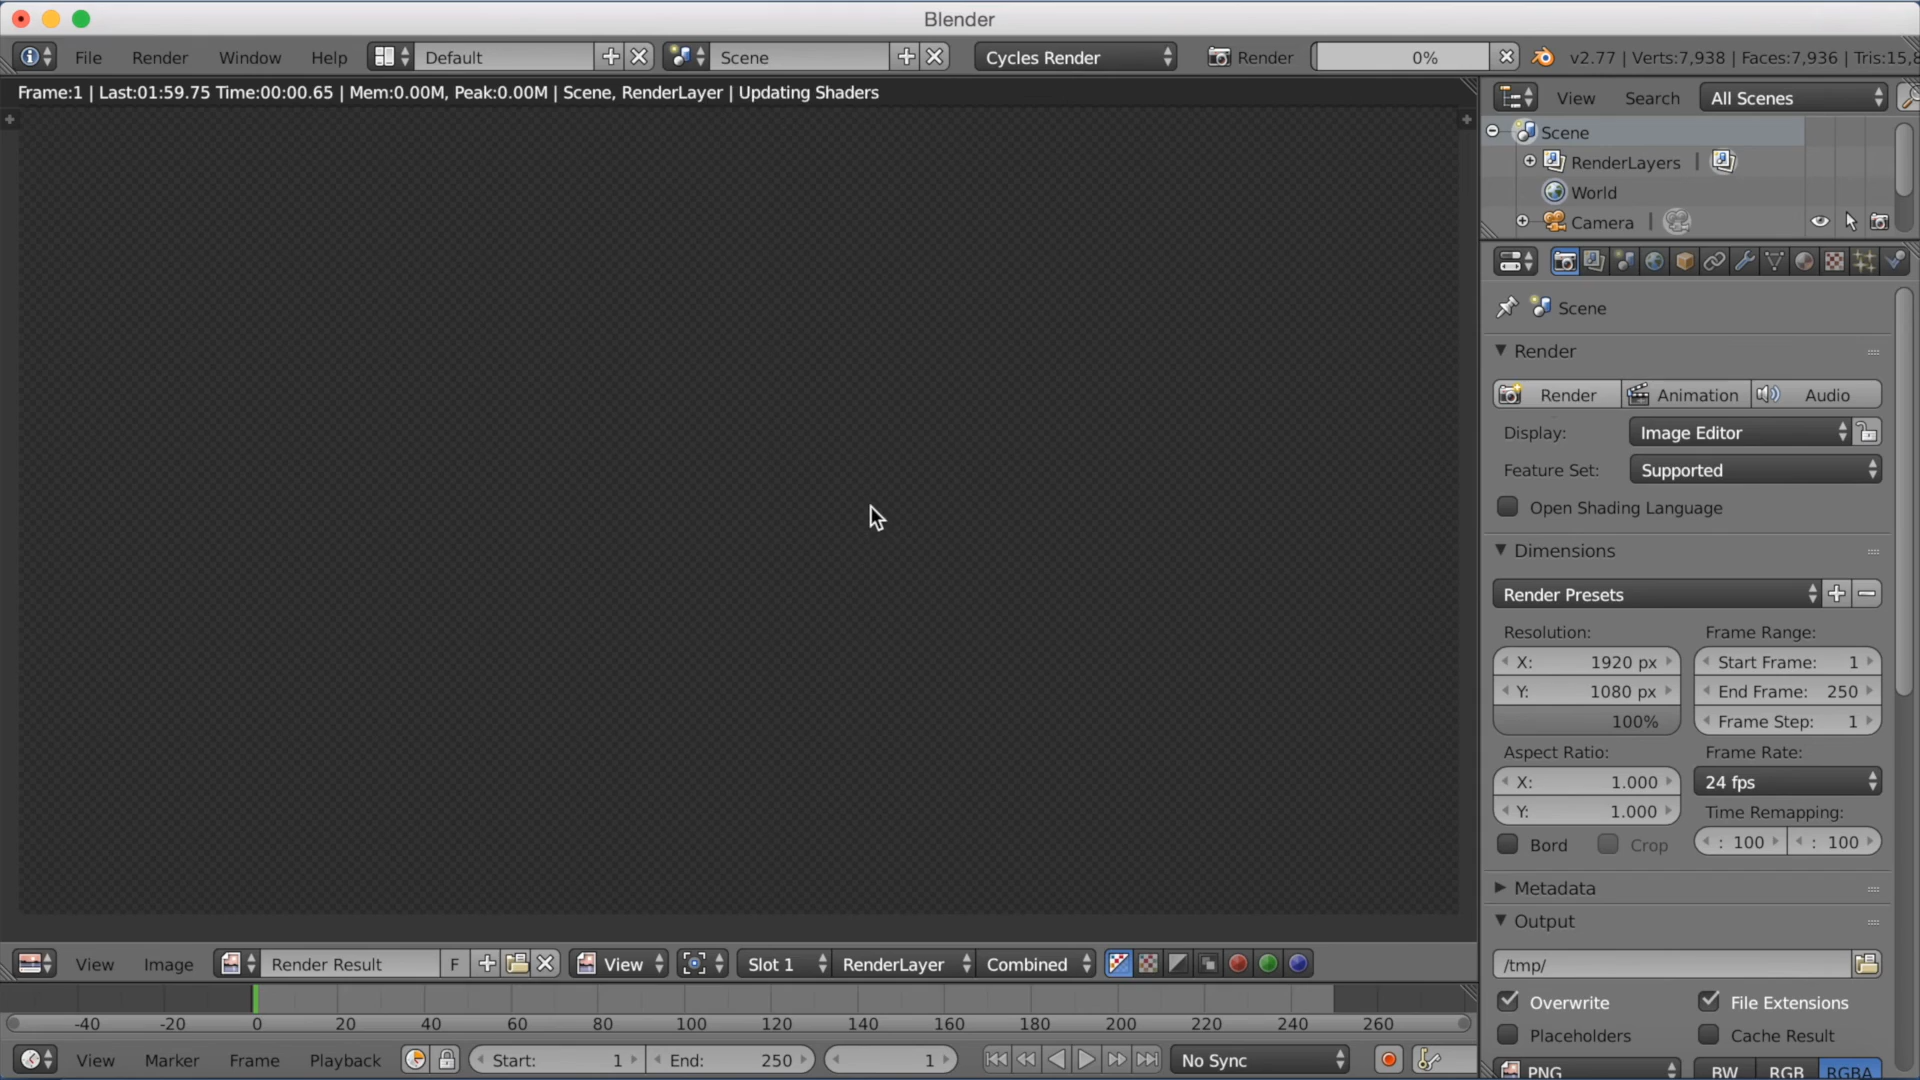 Blender
File Render Window Help Default Scene Cycles Render Render 0% v2.77 | Verts:7,938 | Faces:7,936 | Tris:15,8
Frame:1 | Last:01:59.75 Time:00:00.65 | Mem:0.00M, Peak:0.00M | Scene, RenderLayer | Updating Shaders
View Search All Scenes
Scene
RenderLayers |
World
Camera |
Scene
Render
Render Animation Audio
Display: Image Editor
Feature Set: Supported
Open Shading Language
Dimensions
Render Presets
Resolution: Frame Range:
X: 1920 px Start Frame: 1
Y: 1080 px End Frame: 250
100% Frame Step: 1
Aspect Ratio: Frame Rate:
X: 1.000 24 fps
Y: 1.000 Time Remapping:
Bord Crop : 100 : 100
Metadata
Output
/tmp/
Overwrite File Extensions
Placeholders Cache Result
PNG BW RGB RGBA
View Image Render Result F View Slot 1 RenderLayer Combined
-40 -20 0 20 40 60 80 100 120 140 160 180 200 220 240 260
View Marker Frame Playback Start: 1 End: 250 1 No Sync